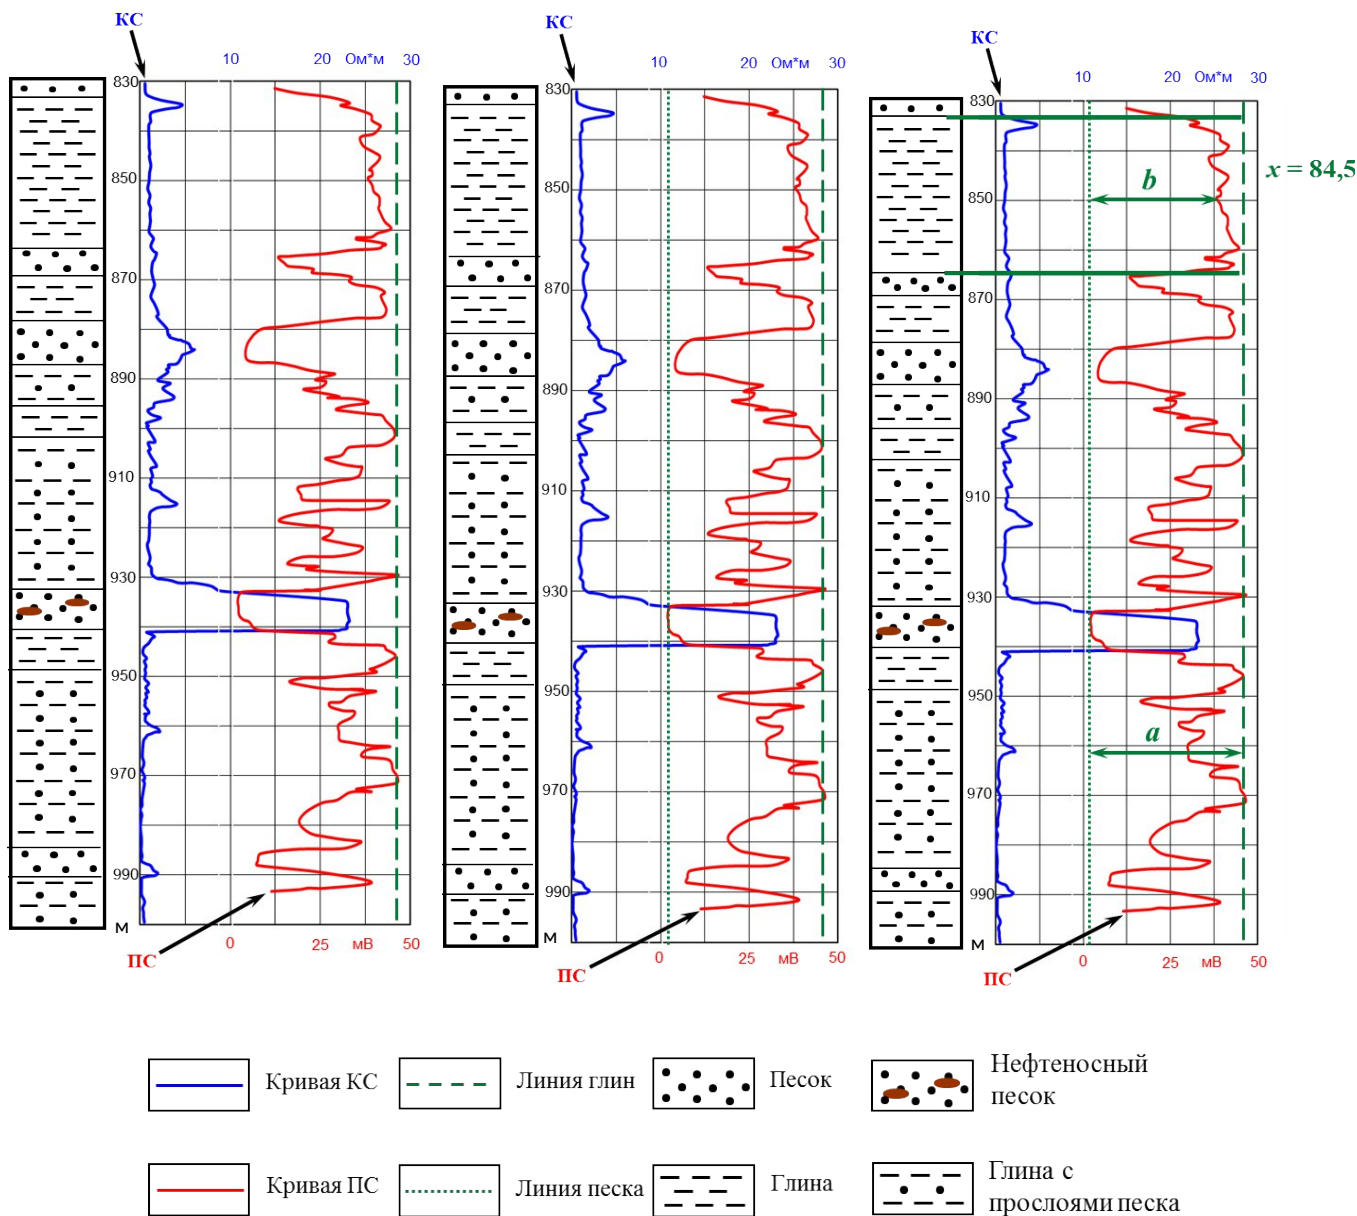 КС
10 20 Ом*м 30
830
850
870
890
910
930
950
970
990
м
0 25 мВ 50
ПС
КС
10 20 Ом*м 30
830
850
870
890
910
930
950
970
990
м
0 25 мВ 50
ПС
КС
10 20 Ом*м 30
830
850
870
890
910
930
950
970
990
м
b
x = 84,5
a
0 25 мВ 50
ПС
Кривая КС
Линия глин
Песок
Нефтеносный
песок
Кривая ПС
Линия песка
Глина
Глина с
прослоями песка